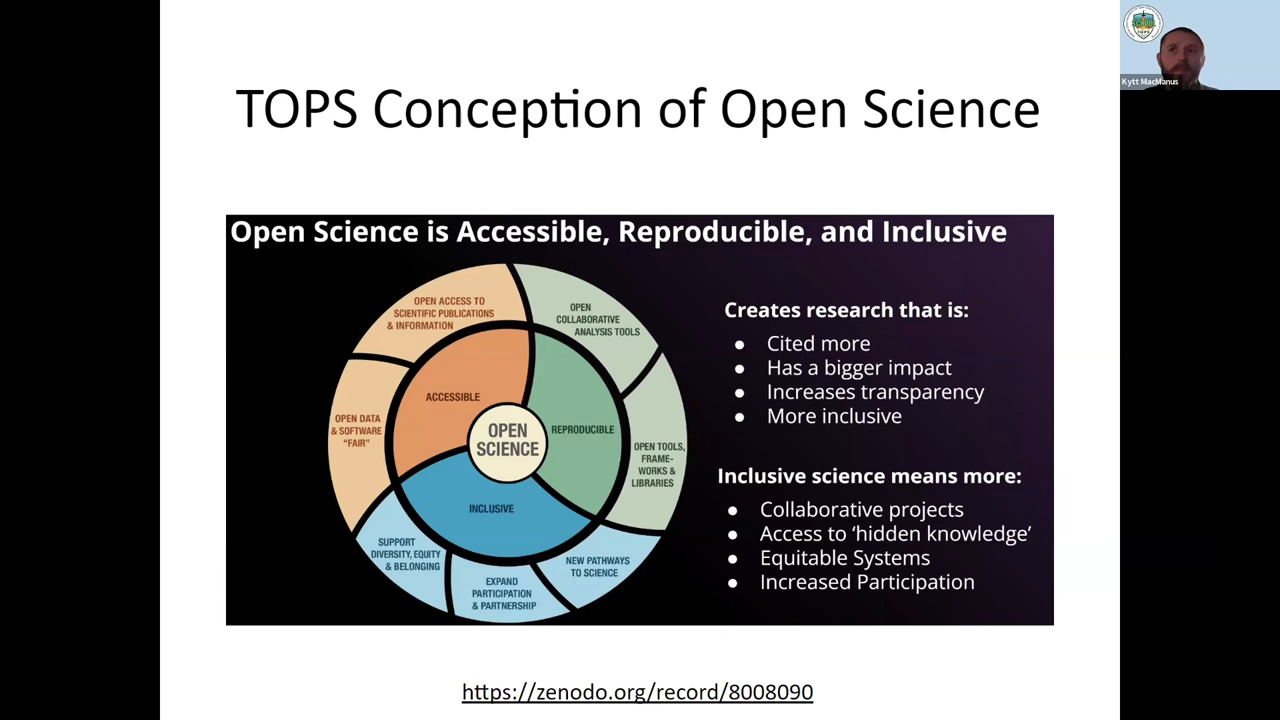 TOPS Conception of Open Science
Open Science is Accessible, Reproducible, and Inclusive
OPEN ACCESS TO
SCIENTIFIC PUBLICATIONS
& INFORMATION
OPEN
COLLABORATIVE
ANALYSIS TOOLS
ACCESSIBLE
OPEN DATA
& SOFTWARE
“FAIR”
OPEN
SCIENCE
REPRODUCIBLE
OPEN TOOLS,
FRAME-
WORKS &
LIBRARIES
INCLUSIVE
SUPPORT
DIVERSITY, EQUITY
& BELONGING
EXPAND
PARTICIPATION
& PARTNERSHIP
NEW PATHWAYS
TO SCIENCE
Creates research that is:
● Cited more
● Has a bigger impact
● Increases transparency
● More inclusive
Inclusive science means more:
● Collaborative projects
● Access to ‘hidden knowledge’
● Equitable Systems
● Increased Participation
https://zenodo.org/record/8008090
SCHOOL
TOPS
Kytt MacManus